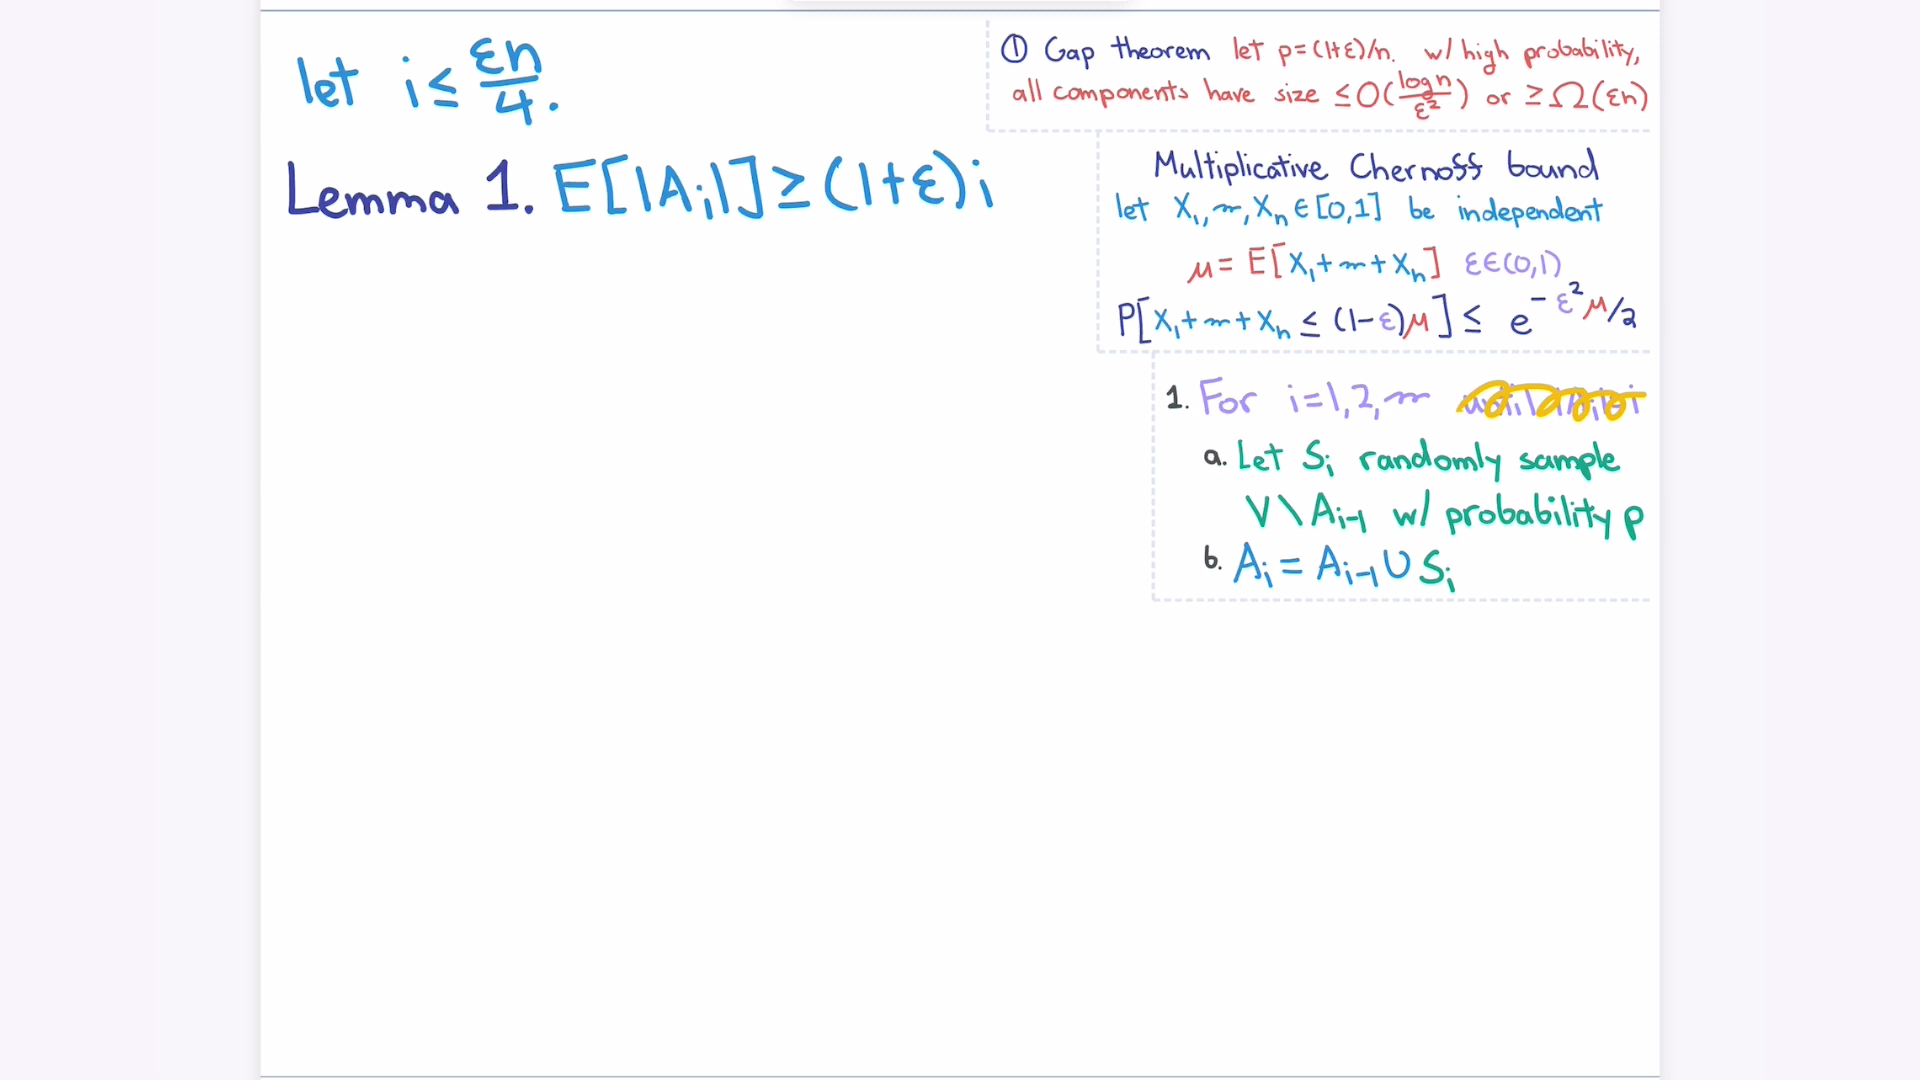 let i ≤ εn/4.
Lemma 1. E[|Aᵢ|] ≥ (1+ε)i
① Gap theorem let p=(1+ε)/n. w/ high probability,
all components have size ≤O(log n/ε²) or ≥Ω(εn)
Multiplicative Chernoff bound
let X₁,…,Xₙ ∈ [0,1] be independent
μ = E[X₁+…+Xₙ] ε∈(0,1)
P[X₁+…+Xₙ ≤ (1-ε)μ] ≤ e^{-ε²μ/2}
1. For i=1,2,…
a. Let Sᵢ randomly sample
V\Aᵢ₋₁ w/ probability p
b. Aᵢ = Aᵢ₋₁ ∪ Sᵢ